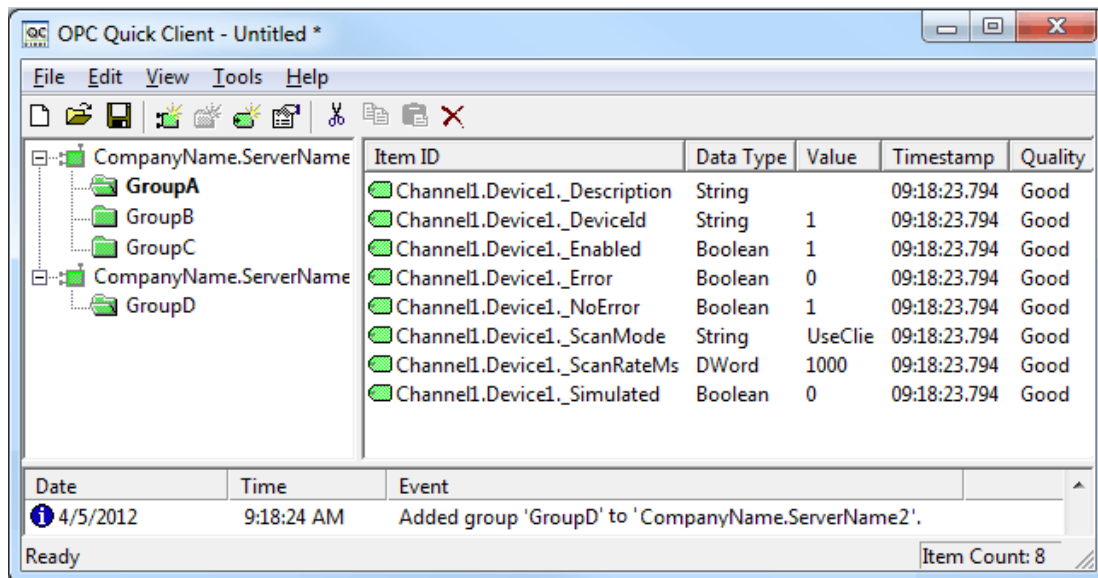 OPC Quick Client - Untitled *
File Edit View Tools Help
CompanyName.ServerName
GroupA
GroupB
GroupC
CompanyName.ServerName
GroupD
Item ID Data Type Value Timestamp Quality
Channel1.Device1._Description String 09:18:23.794 Good
Channel1.Device1._DeviceId String 1 09:18:23.794 Good
Channel1.Device1._Enabled Boolean 1 09:18:23.794 Good
Channel1.Device1._Error Boolean 0 09:18:23.794 Good
Channel1.Device1._NoError Boolean 1 09:18:23.794 Good
Channel1.Device1._ScanMode String UseClie 09:18:23.794 Good
Channel1.Device1._ScanRateMs DWord 1000 09:18:23.794 Good
Channel1.Device1._Simulated Boolean 0 09:18:23.794 Good
Date Time Event
4/5/2012 9:18:24 AM Added group 'GroupD' to 'CompanyName.ServerName2'.
Ready Item Count: 8